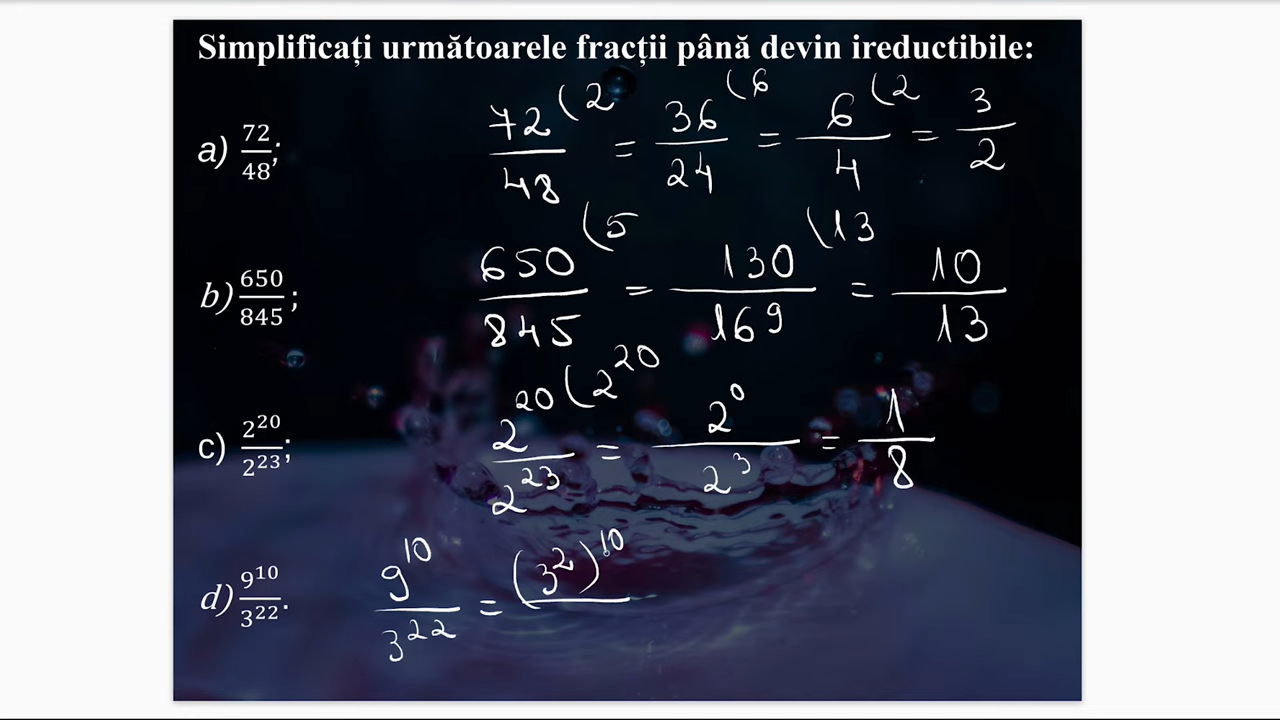 Simplificați următoarele fracții până devin ireductibile:
a) 72/48; 72/48 (2 = 36/24 (6 = 6/4 (2 = 3/2
b) 650/845; 650/845 (5 = 130/169 (13 = 10/13
c) 2^20/2^23; 2^20/2^23 (2^20 = 2^0/2^3 = 1/8
d) 9^10/3^22. 9^10/3^22 = (3^2)^10